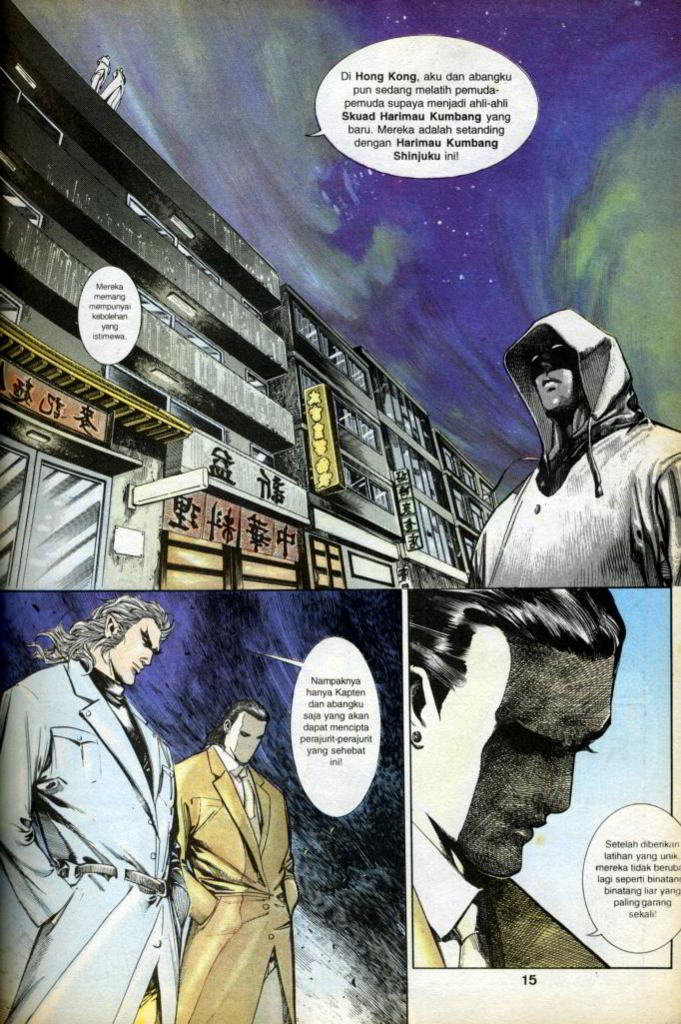 Di Hong Kong, aku dan abangku
pun sedang melatih pemuda-
pemuda supaya menjadi ahli-ahli
Skuad Harimau Kumbang yang
baru. Mereka adalah setanding
dengan Harimau Kumbang
Shinjuku ini!
Mereka
memang
mempunyai
kebolehan
yang
istimewa.
新益
中華料理
Nampaknya
hanya Kapten
dan abangku
saja yang akan
dapat mencipta
perajurit-perajurit
yang sehebat
ini!
Setelah diberikan
latihan yang unik,
mereka tidak beruba
lagi seperti binatang
binatang liar yang
paling garang
sekali!
15